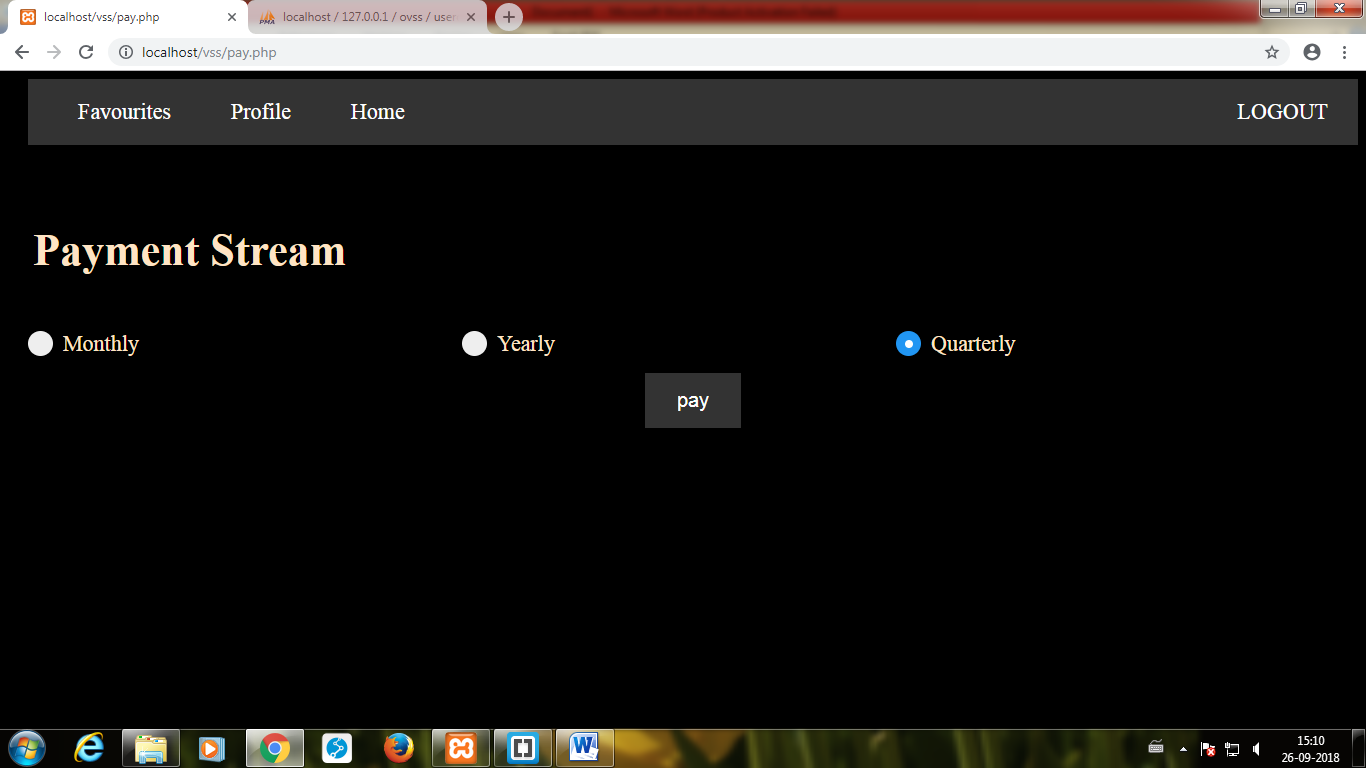 localhost/vss/pay.php
localhost / 127.0.0.1 / ovss / user
localhost/vss/pay.php
Favourites Profile Home LOGOUT
Payment Stream
Monthly Yearly Quarterly
pay
15:10
26-09-2018